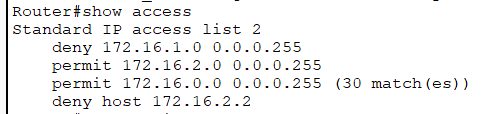 Router#show access
Standard IP access list 2
deny 172.16.1.0 0.0.0.255
permit 172.16.2.0 0.0.0.255
permit 172.16.0.0 0.0.0.255 (30 match(es))
deny host 172.16.2.2